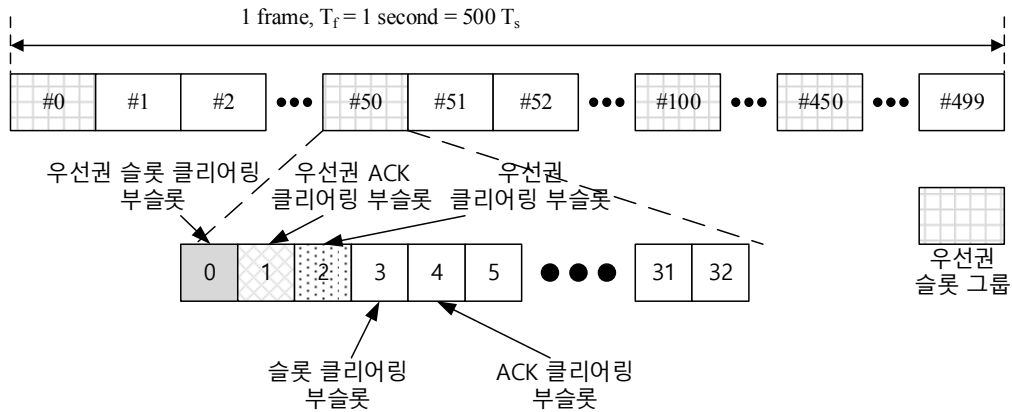 1 frame, Tf = 1 second = 500 Ts
#0 #1 #2 ●●● #50 #51 #52 ●●● #100 ●●● #450 ●●● #499
우선권 슬롯 클리어링
부슬롯
우선권 ACK
클리어링 부슬롯
우선권
클리어링 부슬롯
0 1 2 3 4 5 ●●● 31 32
우선권
슬롯 그룹
슬롯 클리어링
부슬롯
ACK 클리어링
부슬롯